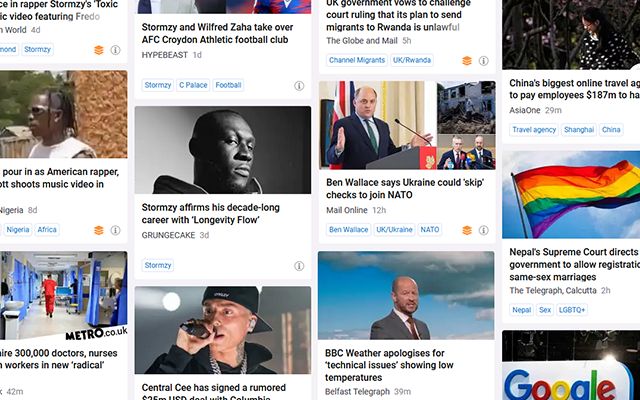 ce in rapper Stormzy's 'Toxic
c video featuring Fredo
n World 4d
mond Stormzy
pour in as American rapper,
ott shoots music video in
Nigeria 8d
Nigeria Africa
METRO.co.uk
ire 300,000 doctors, nurses
n workers in new 'radical'
k 42m
Stormzy and Wilfred Zaha take over
AFC Croydon Athletic football club
HYPEBEAST 1d
Stormzy C Palace Football
Stormzy affirms his decade-long
career with 'Longevity Flow'
GRUNGECAKE 3d
Stormzy
Central Cee has signed a rumored
$25m USD deal with Columbia
UK government vows to challenge
court ruling that its plan to send
migrants to Rwanda is unlawful
The Globe and Mail 5h
Channel Migrants UK/Rwanda
Ben Wallace says Ukraine could 'skip'
checks to join NATO
Mail Online 12h
Ben Wallace UK/Ukraine NATO
BBC Weather apologises for
'technical issues' showing low
temperatures
Belfast Telegraph 39m
China's biggest online travel ag
to pay employees $187m to ha
AsiaOne 29m
Travel agency Shanghai China
Nepal's Supreme Court directs
government to allow registratio
same-sex marriages
The Telegraph, Calcutta 2h
Nepal Sex LGBTQ+
Google